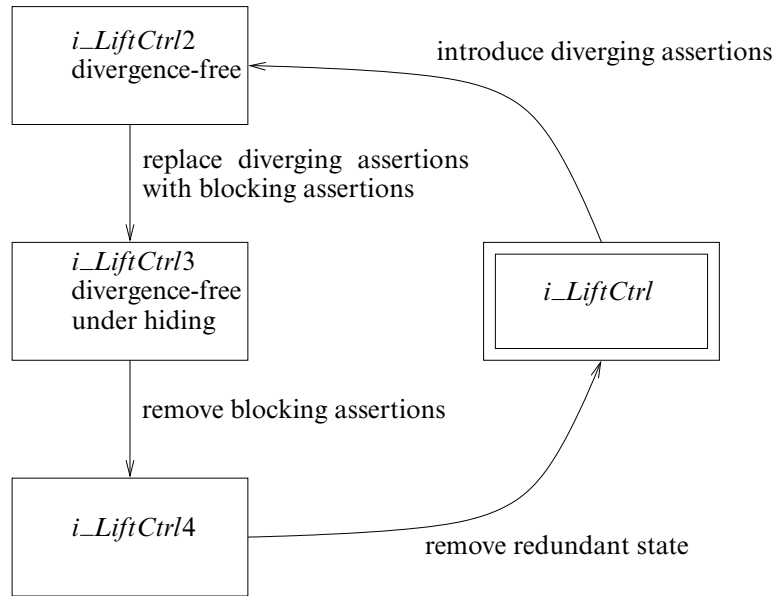 i_LiftCtrl2
divergence-free
introduce diverging assertions
replace diverging assertions
with blocking assertions
i_LiftCtrl3
divergence-free
under hiding
i_LiftCtrl
remove blocking assertions
i_LiftCtrl4
remove redundant state